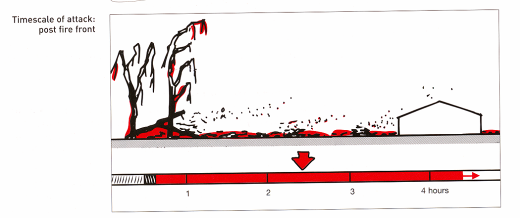 Timescale of attack:
post fire front
1 2 3 4 hours